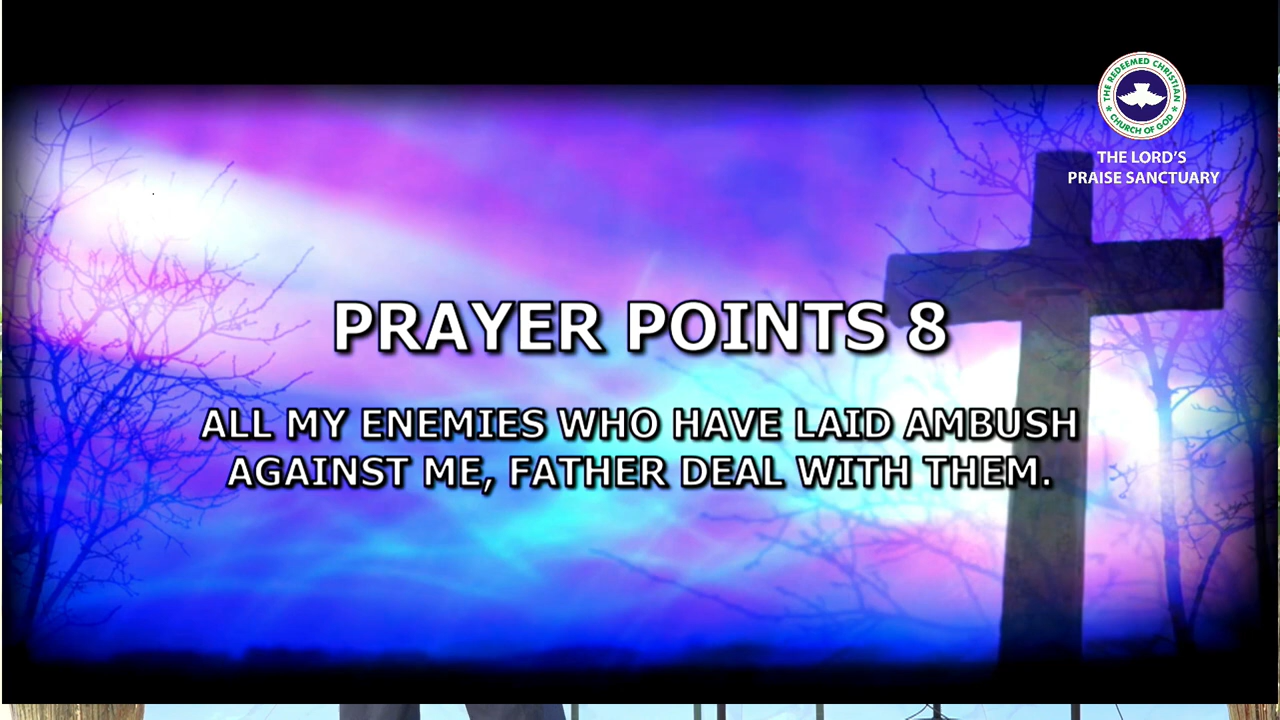 THE REDEEMED CHRISTIAN
CHURCH OF GOD
THE LORD'S
PRAISE SANCTUARY
PRAYER POINTS 8
ALL MY ENEMIES WHO HAVE LAID AMBUSH
AGAINST ME, FATHER DEAL WITH THEM.